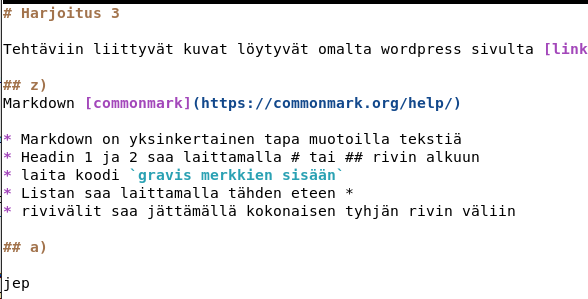 # Harjoitus 3
Tehtäviin liittyvät kuvat löytyvät omalta wordpress sivulta [link
## z)
Markdown [commonmark](https://commonmark.org/help/)
* Markdown on yksinkertainen tapa muotoilla tekstiä
* Headin 1 ja 2 saa laittamalla # tai ## rivin alkuun
* laita koodi `gravis merkkien sisään`
* Listan saa laittamalla tähden eteen *
* rivivälit saa jättämällä kokonaisen tyhjän rivin väliin
## a)
jep